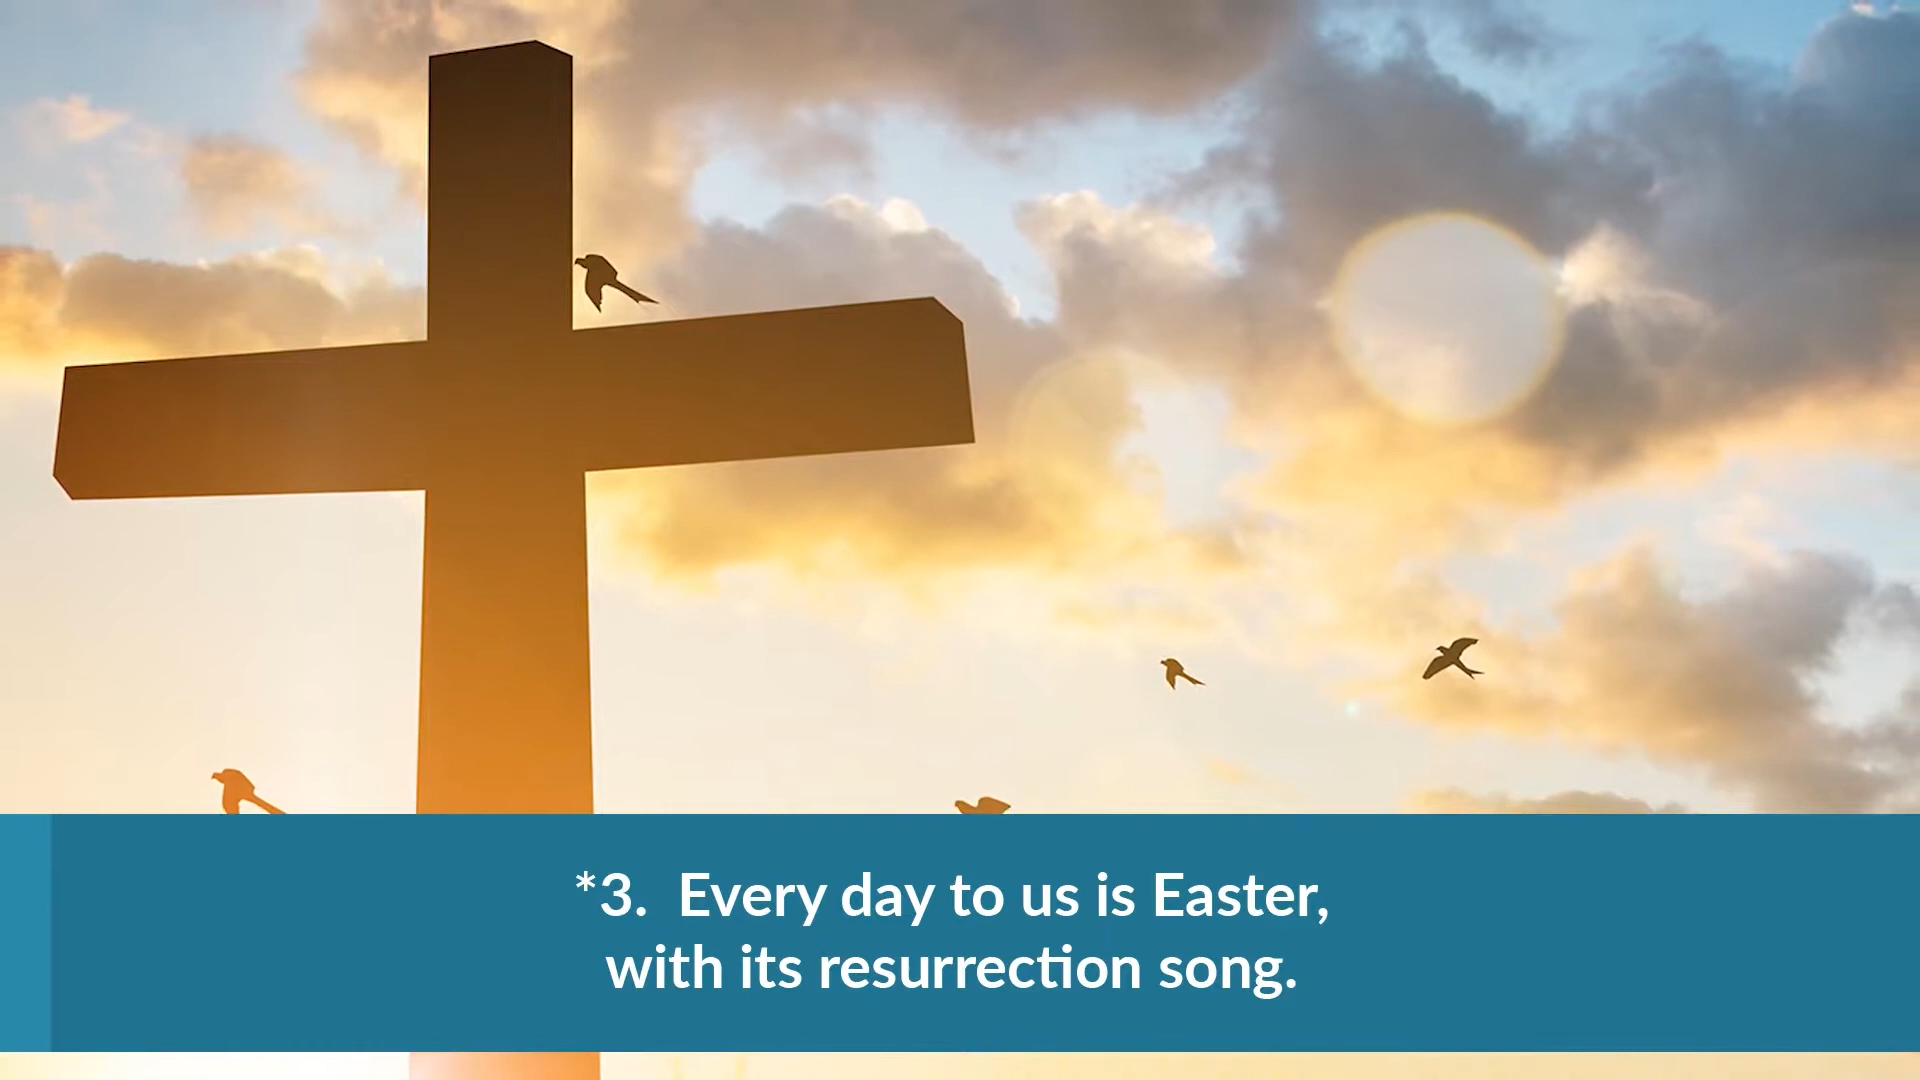 *3.  Every day to us is Easter,
with its resurrection song.